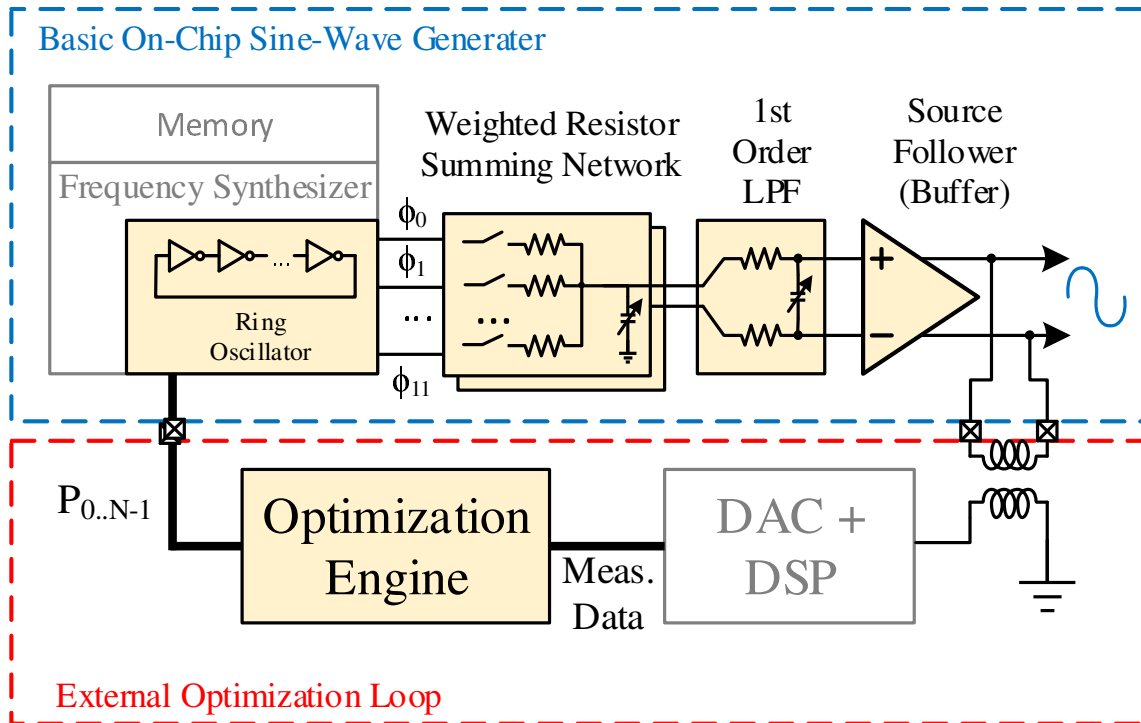 Basic On-Chip Sine-Wave Generater
Memory
Frequency Synthesizer
Ring
Oscillator
ϕ0
ϕ1
...
ϕ11
Weighted Resistor
Summing Network
...
1st
Order
LPF
Source
Follower
(Buffer)
+
−
P0..N-1
Optimization
Engine
Meas.
Data
DAC +
DSP
External Optimization Loop